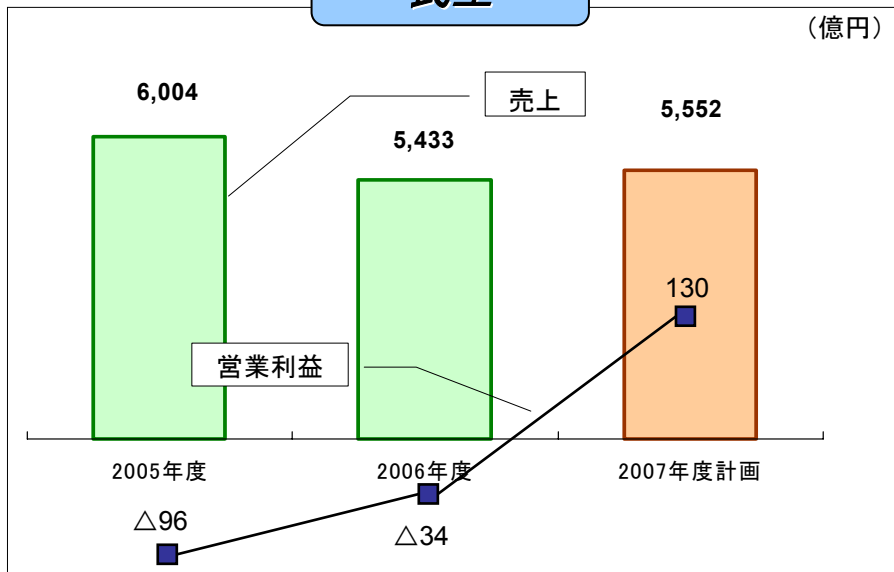 (億円)
6,004
売上
5,552
5,433
130
営業利益
2005年度
2006年度
2007年度計画
△96
△34